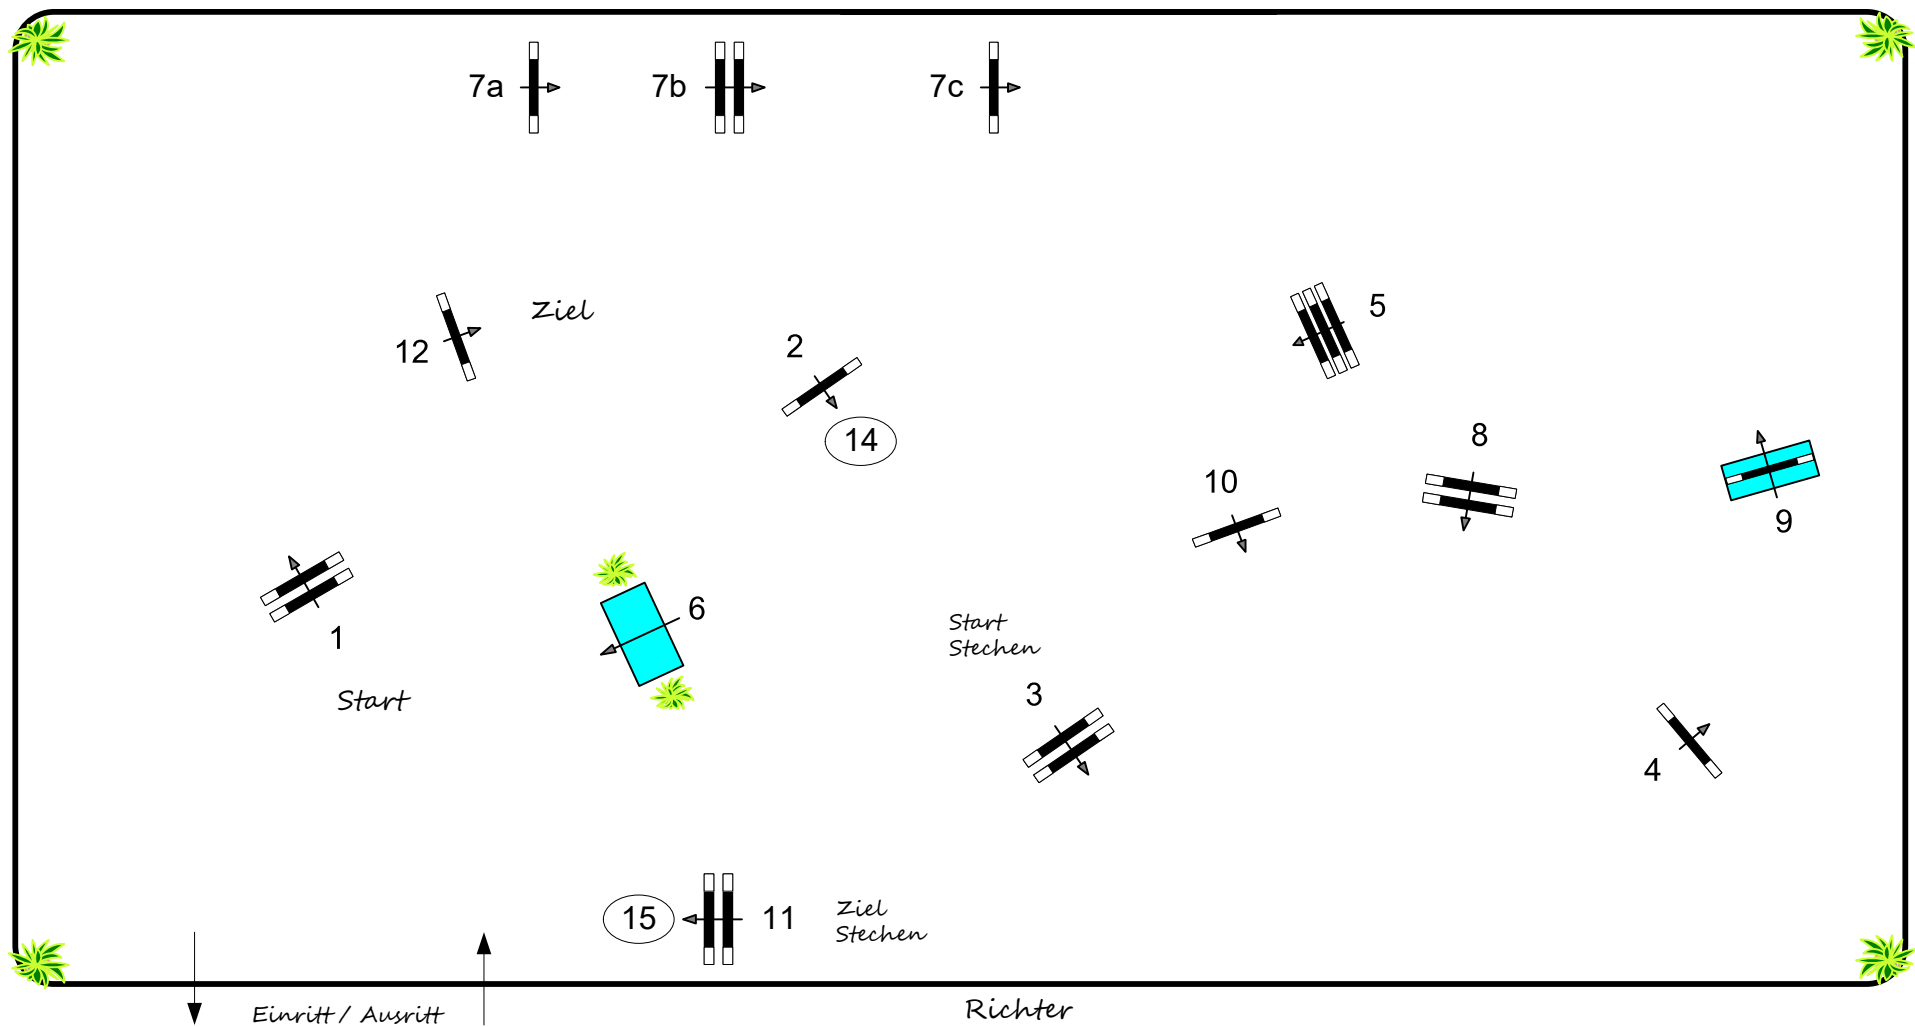 7a
7b
7c
12
Ziel
2
14
5
8
10
9
1
6
Start
Start
Stechen
3
4
15
11
Ziel
Stechen
Einritt / Ausritt
Richter